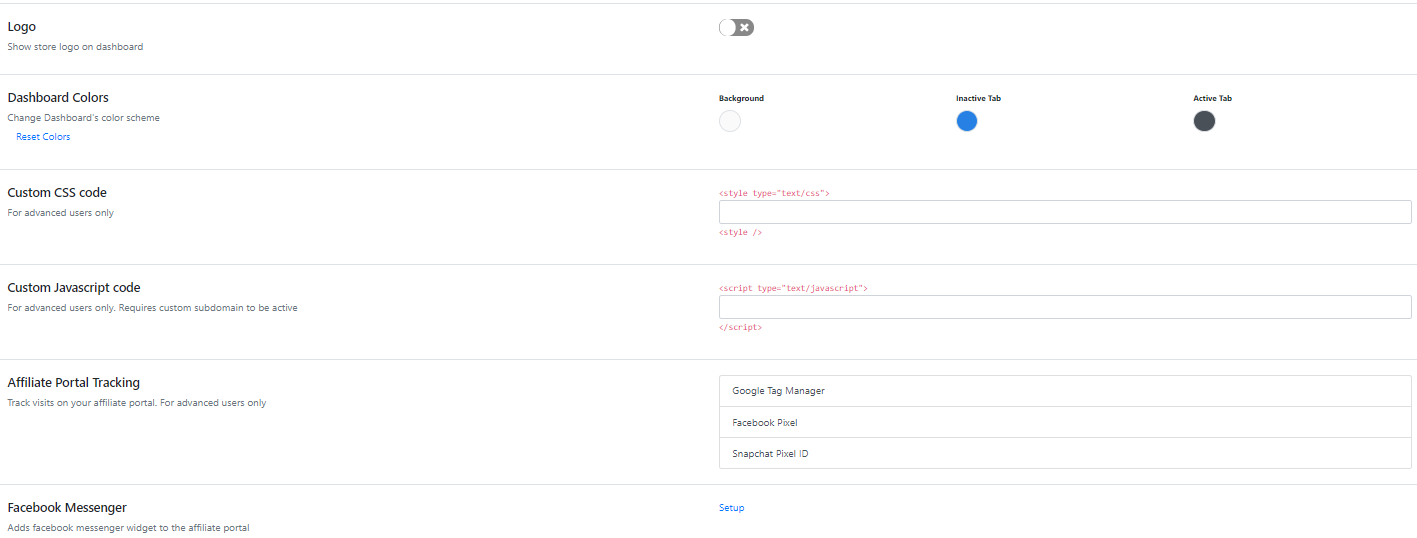 Logo
Show store logo on dashboard
Dashboard Colors
Change Dashboard's color scheme
Reset Colors
Background
Inactive Tab
Active Tab
Custom CSS code
For advanced users only
<style type="text/css">
<style />
Custom Javascript code
For advanced users only. Requires custom subdomain to be active
<script type="text/javascript">
</script>
Affiliate Portal Tracking
Track visits on your affiliate portal. For advanced users only
Google Tag Manager
Facebook Pixel
Snapchat Pixel ID
Facebook Messenger
Adds facebook messenger widget to the affiliate portal
Setup